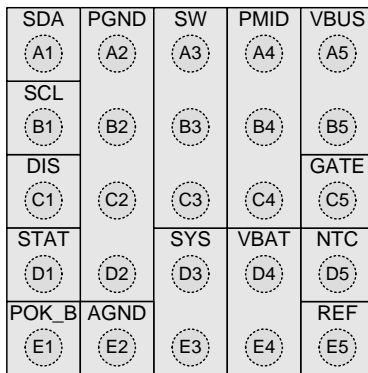 SDA PGND SW PMID VBUS
A1 A2 A3 A4 A5
SCL
B1 B2 B3 B4 B5
DIS GATE
C1 C2 C3 C4 C5
STAT SYS VBAT NTC
D1 D2 D3 D4 D5
POK_B AGND REF
E1 E2 E3 E4 E5